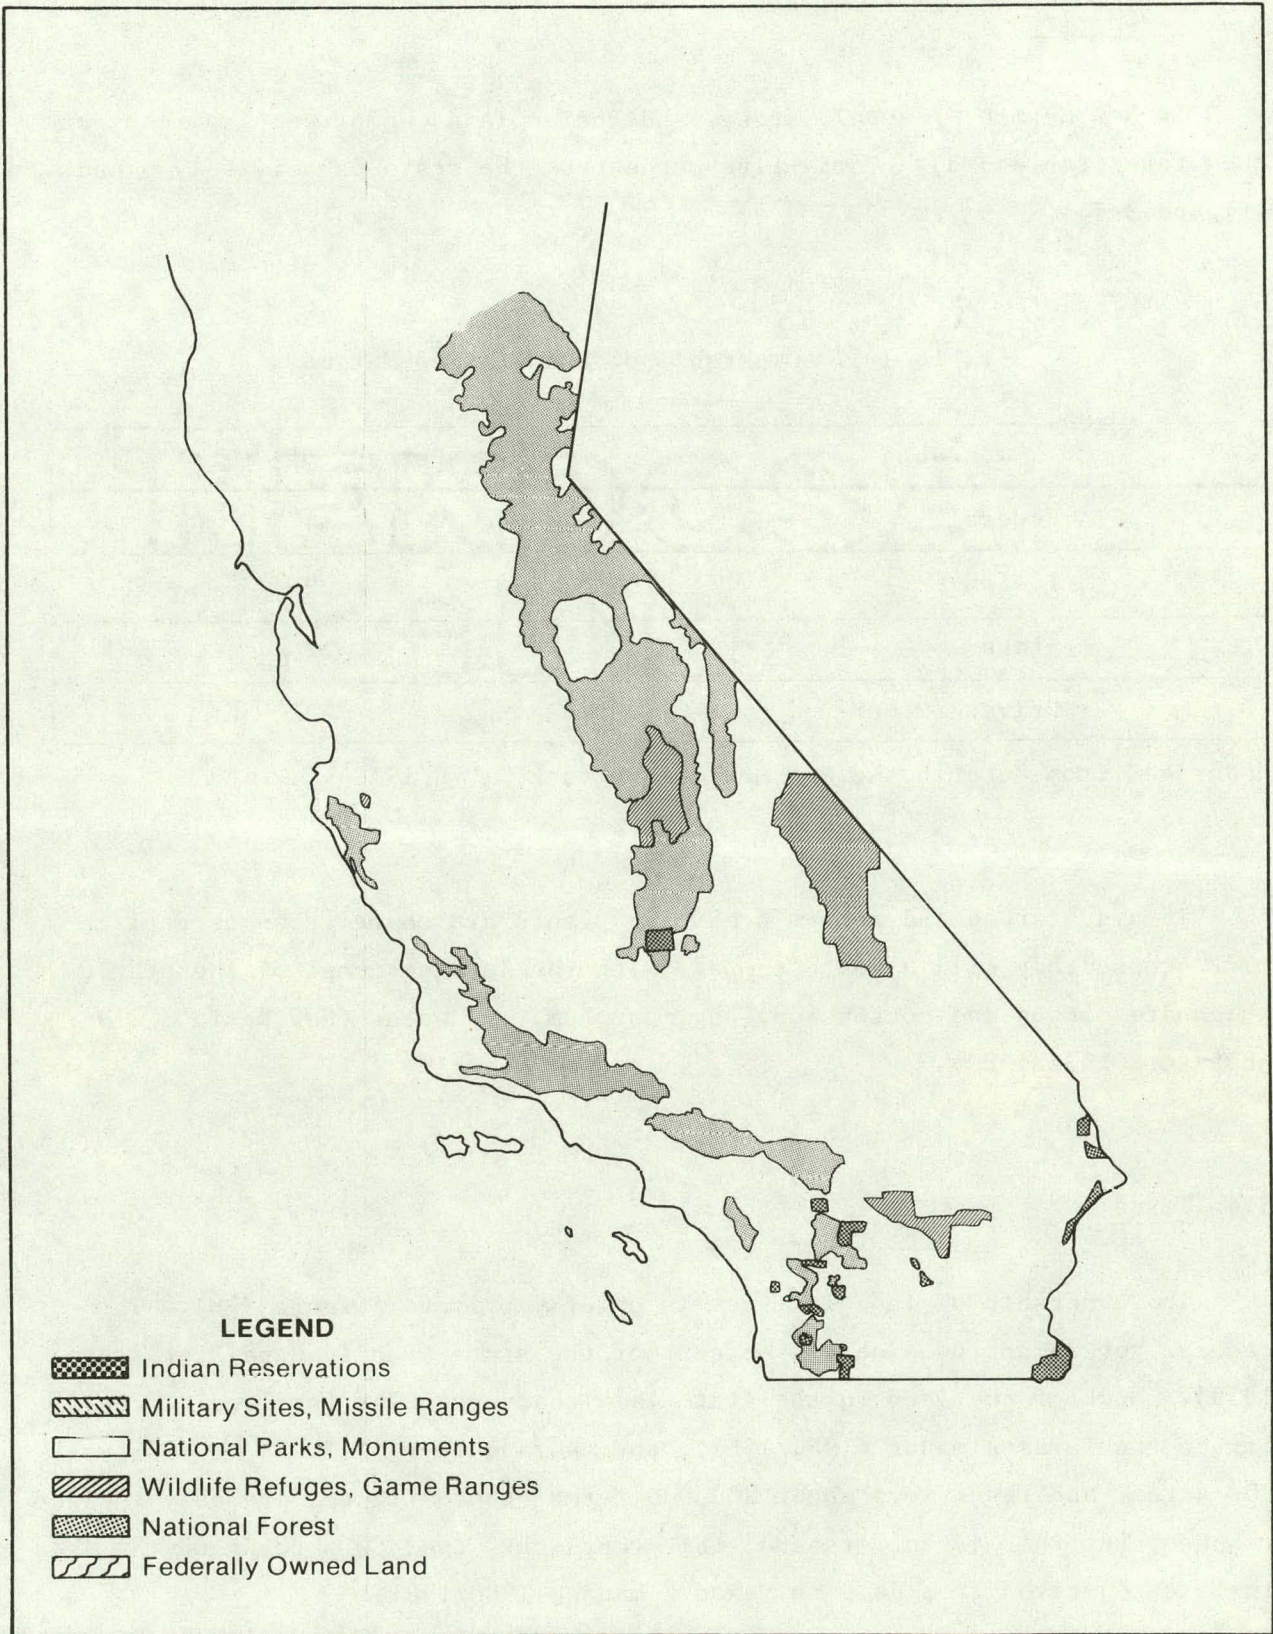 LEGEND
Indian Reservations
Military Sites, Missile Ranges
National Parks, Monuments
Wildlife Refuges, Game Ranges
National Forest
Federally Owned Land